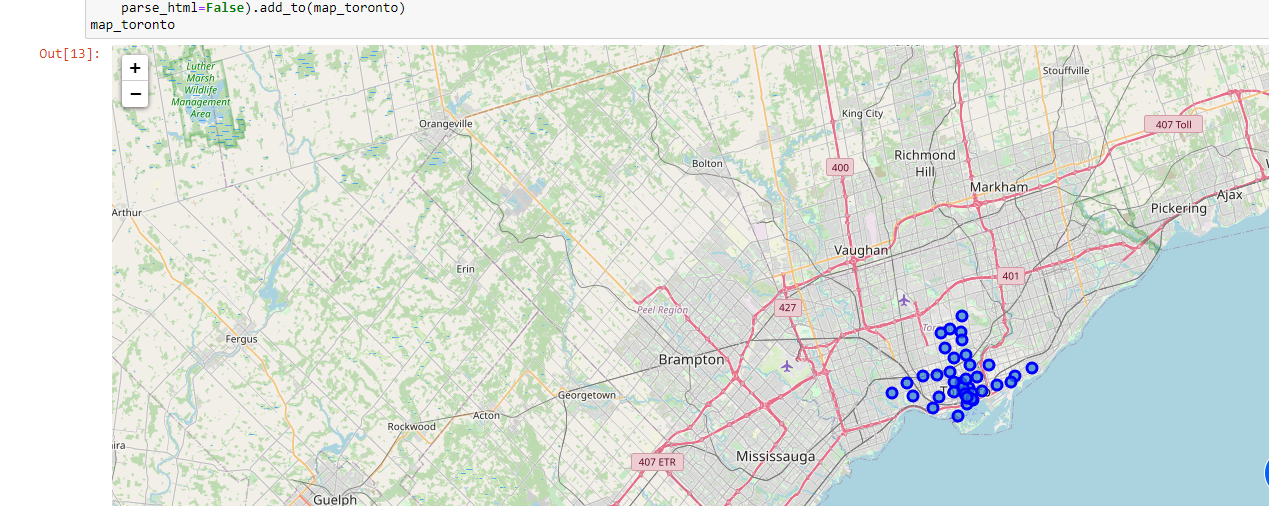 parse_html=False).add_to(map_toronto)
map_toronto
Out[13]:
+
−
Luther
Marsh
Wildlife
Management
Area
Stouffville
Orangeville
King City
407 Toll
Bolton
400
Richmond
Hill
Markham
Ajax
Pickering
Arthur
Vaughan
Erin
401
427
Peel Region
Fergus
Brampton
Georgetown
Acton
Rockwood
Mississauga
407 ETR
Guelph